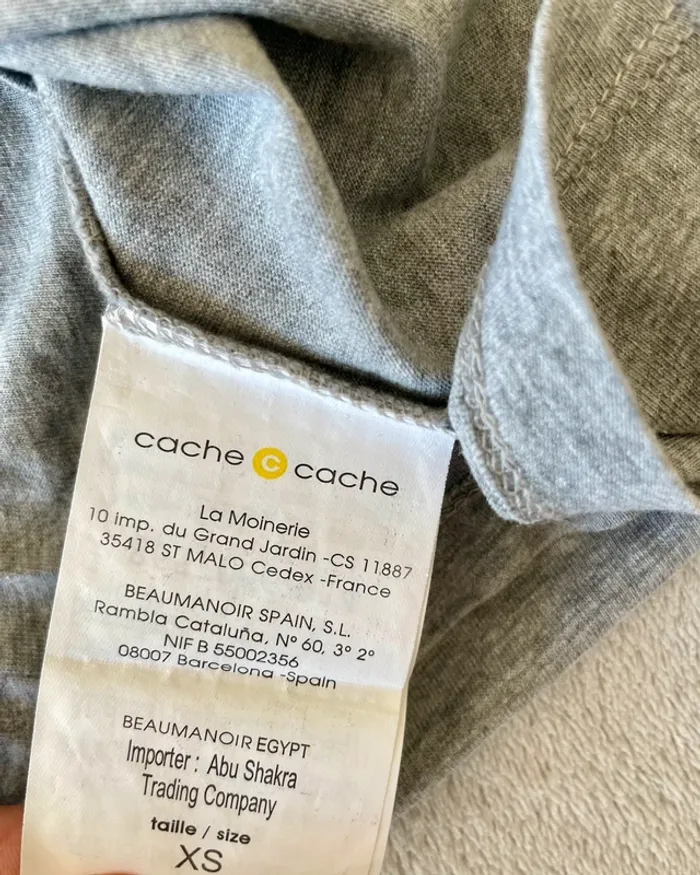 cache c cache
La Moinerie
10 imp. du Grand Jardin -CS 11887
35418 ST MALO Cedex -France
BEAUMANOIR SPAIN, S.L.
Rambla Cataluña, Nº 60, 3º 2º
NIF B 55002356
08007 Barcelona -Spain
BEAUMANOIR EGYPT
Importer : Abu Shakra
Trading Company
taille / size
XS